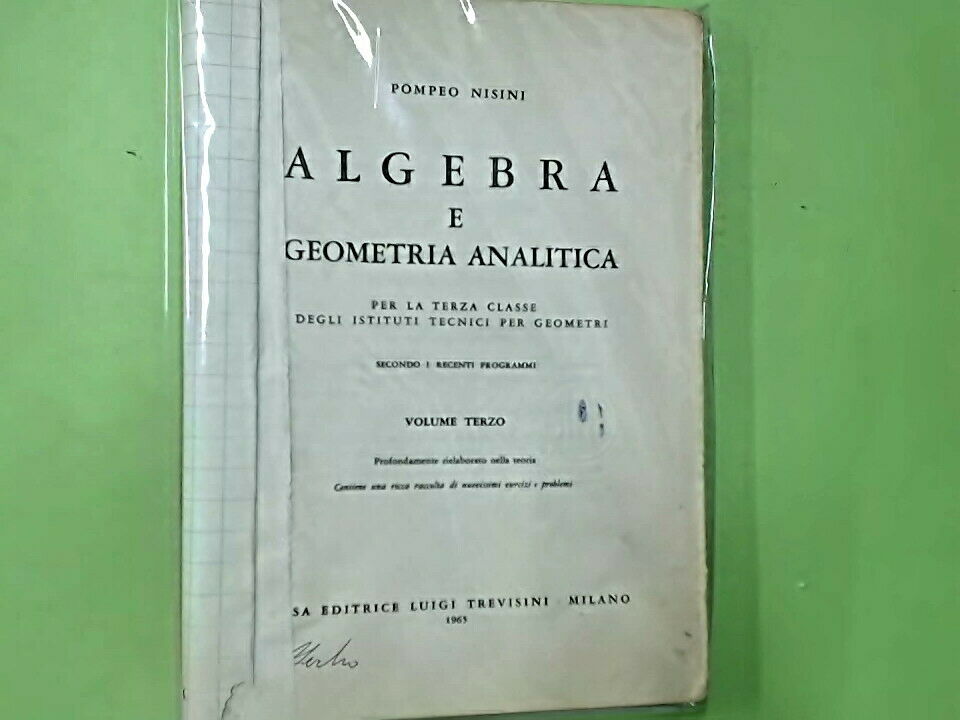 POMPEO NISINI
ALGEBRA
E
GEOMETRIA ANALITICA
PER LA TERZA CLASSE
DEGLI ISTITUTI TECNICI PER GEOMETRI
SECONDO I RECENTI PROGRAMMI
VOLUME TERZO
Profondamente rielaborato nella teoria
Contiene una ricca raccolta di nuovissimi esercizi e problemi
SA EDITRICE LUIGI TREVISINI MILANO